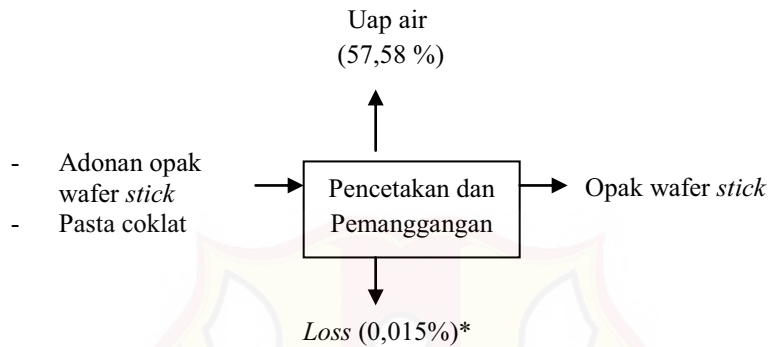 Uap air
(57,58 %)
- Adonan opak
wafer stick
- Pasta coklat
Pencetakan dan
Pemanggangan
Opak wafer stick
Loss (0,015%)*